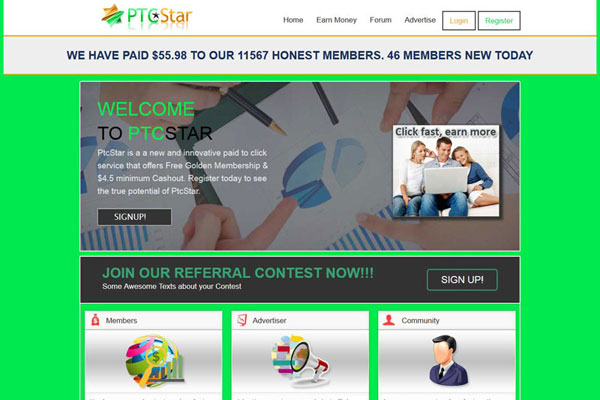 PTC Star
Home Earn Money Forum Advertise Login Register
WE HAVE PAID $55.98 TO OUR 11567 HONEST MEMBERS. 46 MEMBERS NEW TODAY
WELCOME
TO PTCSTAR
PtcStar is a a new and innovative paid to click
service that offers Free Golden Membership &
$4.5 minimum Cashout. Register today to see
the true potential of PtcStar.
SIGNUP!
Click fast, earn more
JOIN OUR REFERRAL CONTEST NOW!!!
Some Awesome Texts about your Contest
SIGN UP!
Members
Advertiser
Community